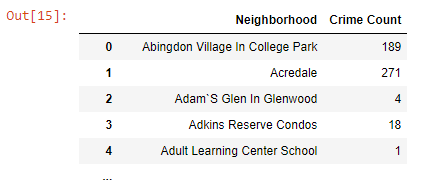 Out[15]:
Neighborhood Crime Count
0 Abingdon Village In College Park 189
1 Acredale 271
2 Adam`S Glen In Glenwood 4
3 Adkins Reserve Condos 18
4 Adult Learning Center School 1
...